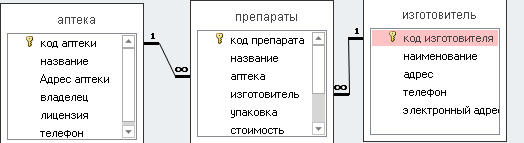 аптека
код аптеки
название
Адрес аптеки
владелец
лицензия
телефон
1
∞
препараты
код препарата
название
аптека
изготовитель
упаковка
стоимость
1
∞
изготовитель
код изготовителя
наименование
адрес
телефон
электронный адрес